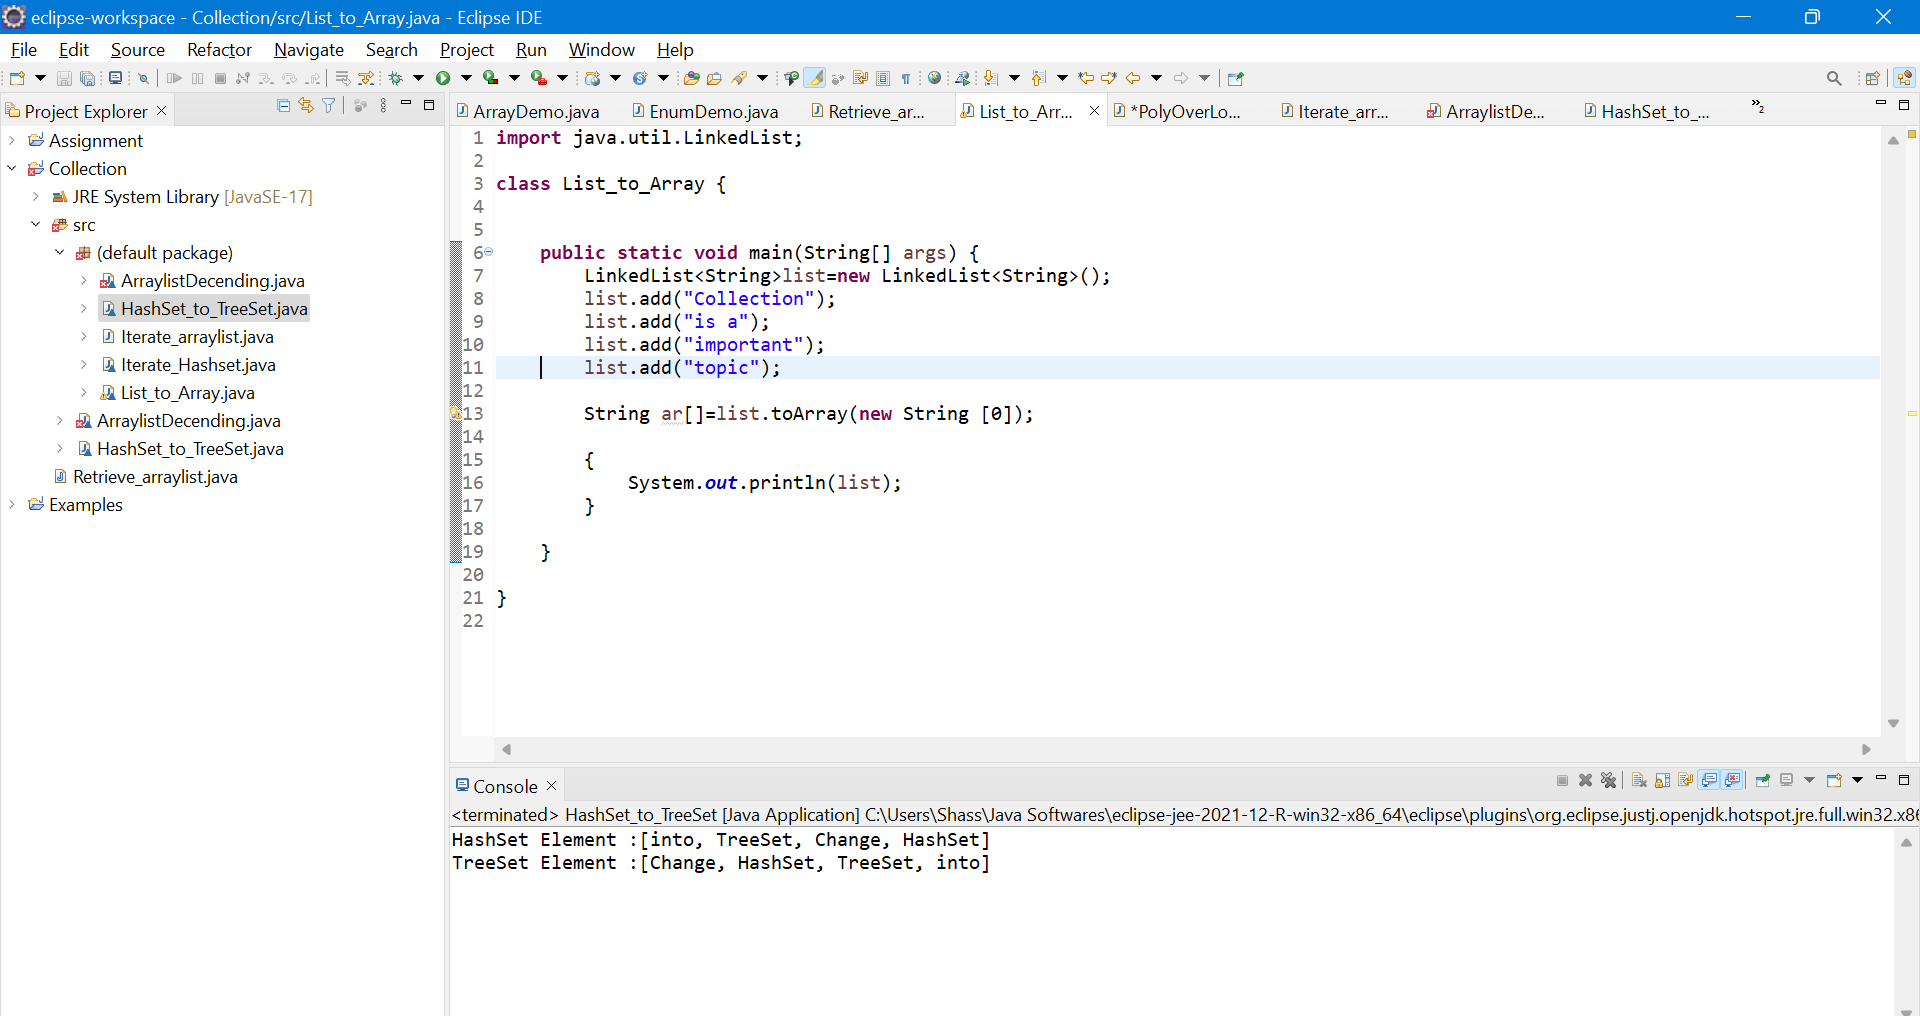 eclipse-workspace - Collection/src/List_to_Array.java - Eclipse IDE
File Edit Source Refactor Navigate Search Project Run Window Help
Project Explorer
Assignment
Collection
JRE System Library [JavaSE-17]
src
(default package)
ArraylistDecending.java
HashSet_to_TreeSet.java
Iterate_arraylist.java
Iterate_Hashset.java
List_to_Array.java
ArraylistDecending.java
HashSet_to_TreeSet.java
Retrieve_arraylist.java
Examples
ArrayDemo.java EnumDemo.java Retrieve_ar... List_to_Arr... *PolyOverLo... Iterate_arr... ArraylistDe... HashSet_to_... »2
1 import java.util.LinkedList;
2
3 class List_to_Array {
4
5
6 public static void main(String[] args) {
7 LinkedList<String>list=new LinkedList<String>();
8 list.add("Collection");
9 list.add("is a");
10 list.add("important");
11 list.add("topic");
12
13 String ar[]=list.toArray(new String [0]);
14
15 {
16 System.out.println(list);
17 }
18
19 }
20
21 }
22
Console
<terminated> HashSet_to_TreeSet [Java Application] C:\Users\Shass\Java Softwares\eclipse-jee-2021-12-R-win32-x86_64\eclipse\plugins\org.eclipse.justj.openjdk.hotspot.jre.full.win32.x86
HashSet Element :[into, TreeSet, Change, HashSet]
TreeSet Element :[Change, HashSet, TreeSet, into]